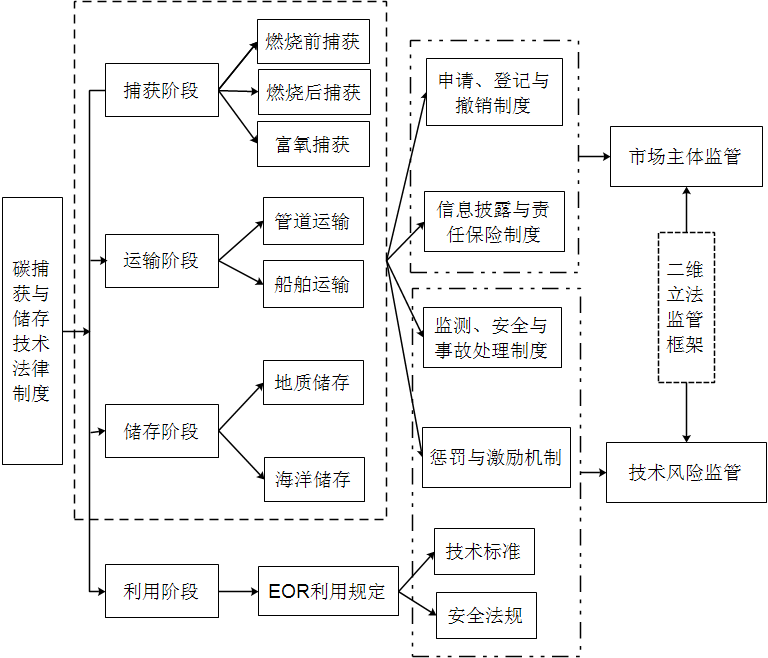 碳捕
获与
储存
技术
法律
制度
捕获阶段
燃烧前捕获
燃烧后捕获
富氧捕获
运输阶段
管道运输
船舶运输
储存阶段
地质储存
海洋储存
利用阶段
EOR利用规定
申请、登记与
撤销制度
信息披露与责
任保险制度
监测、安全与
事故处理制度
惩罚与激励机制
技术标准
安全法规
市场主体监管
二维
立法
监管
框架
技术风险监管